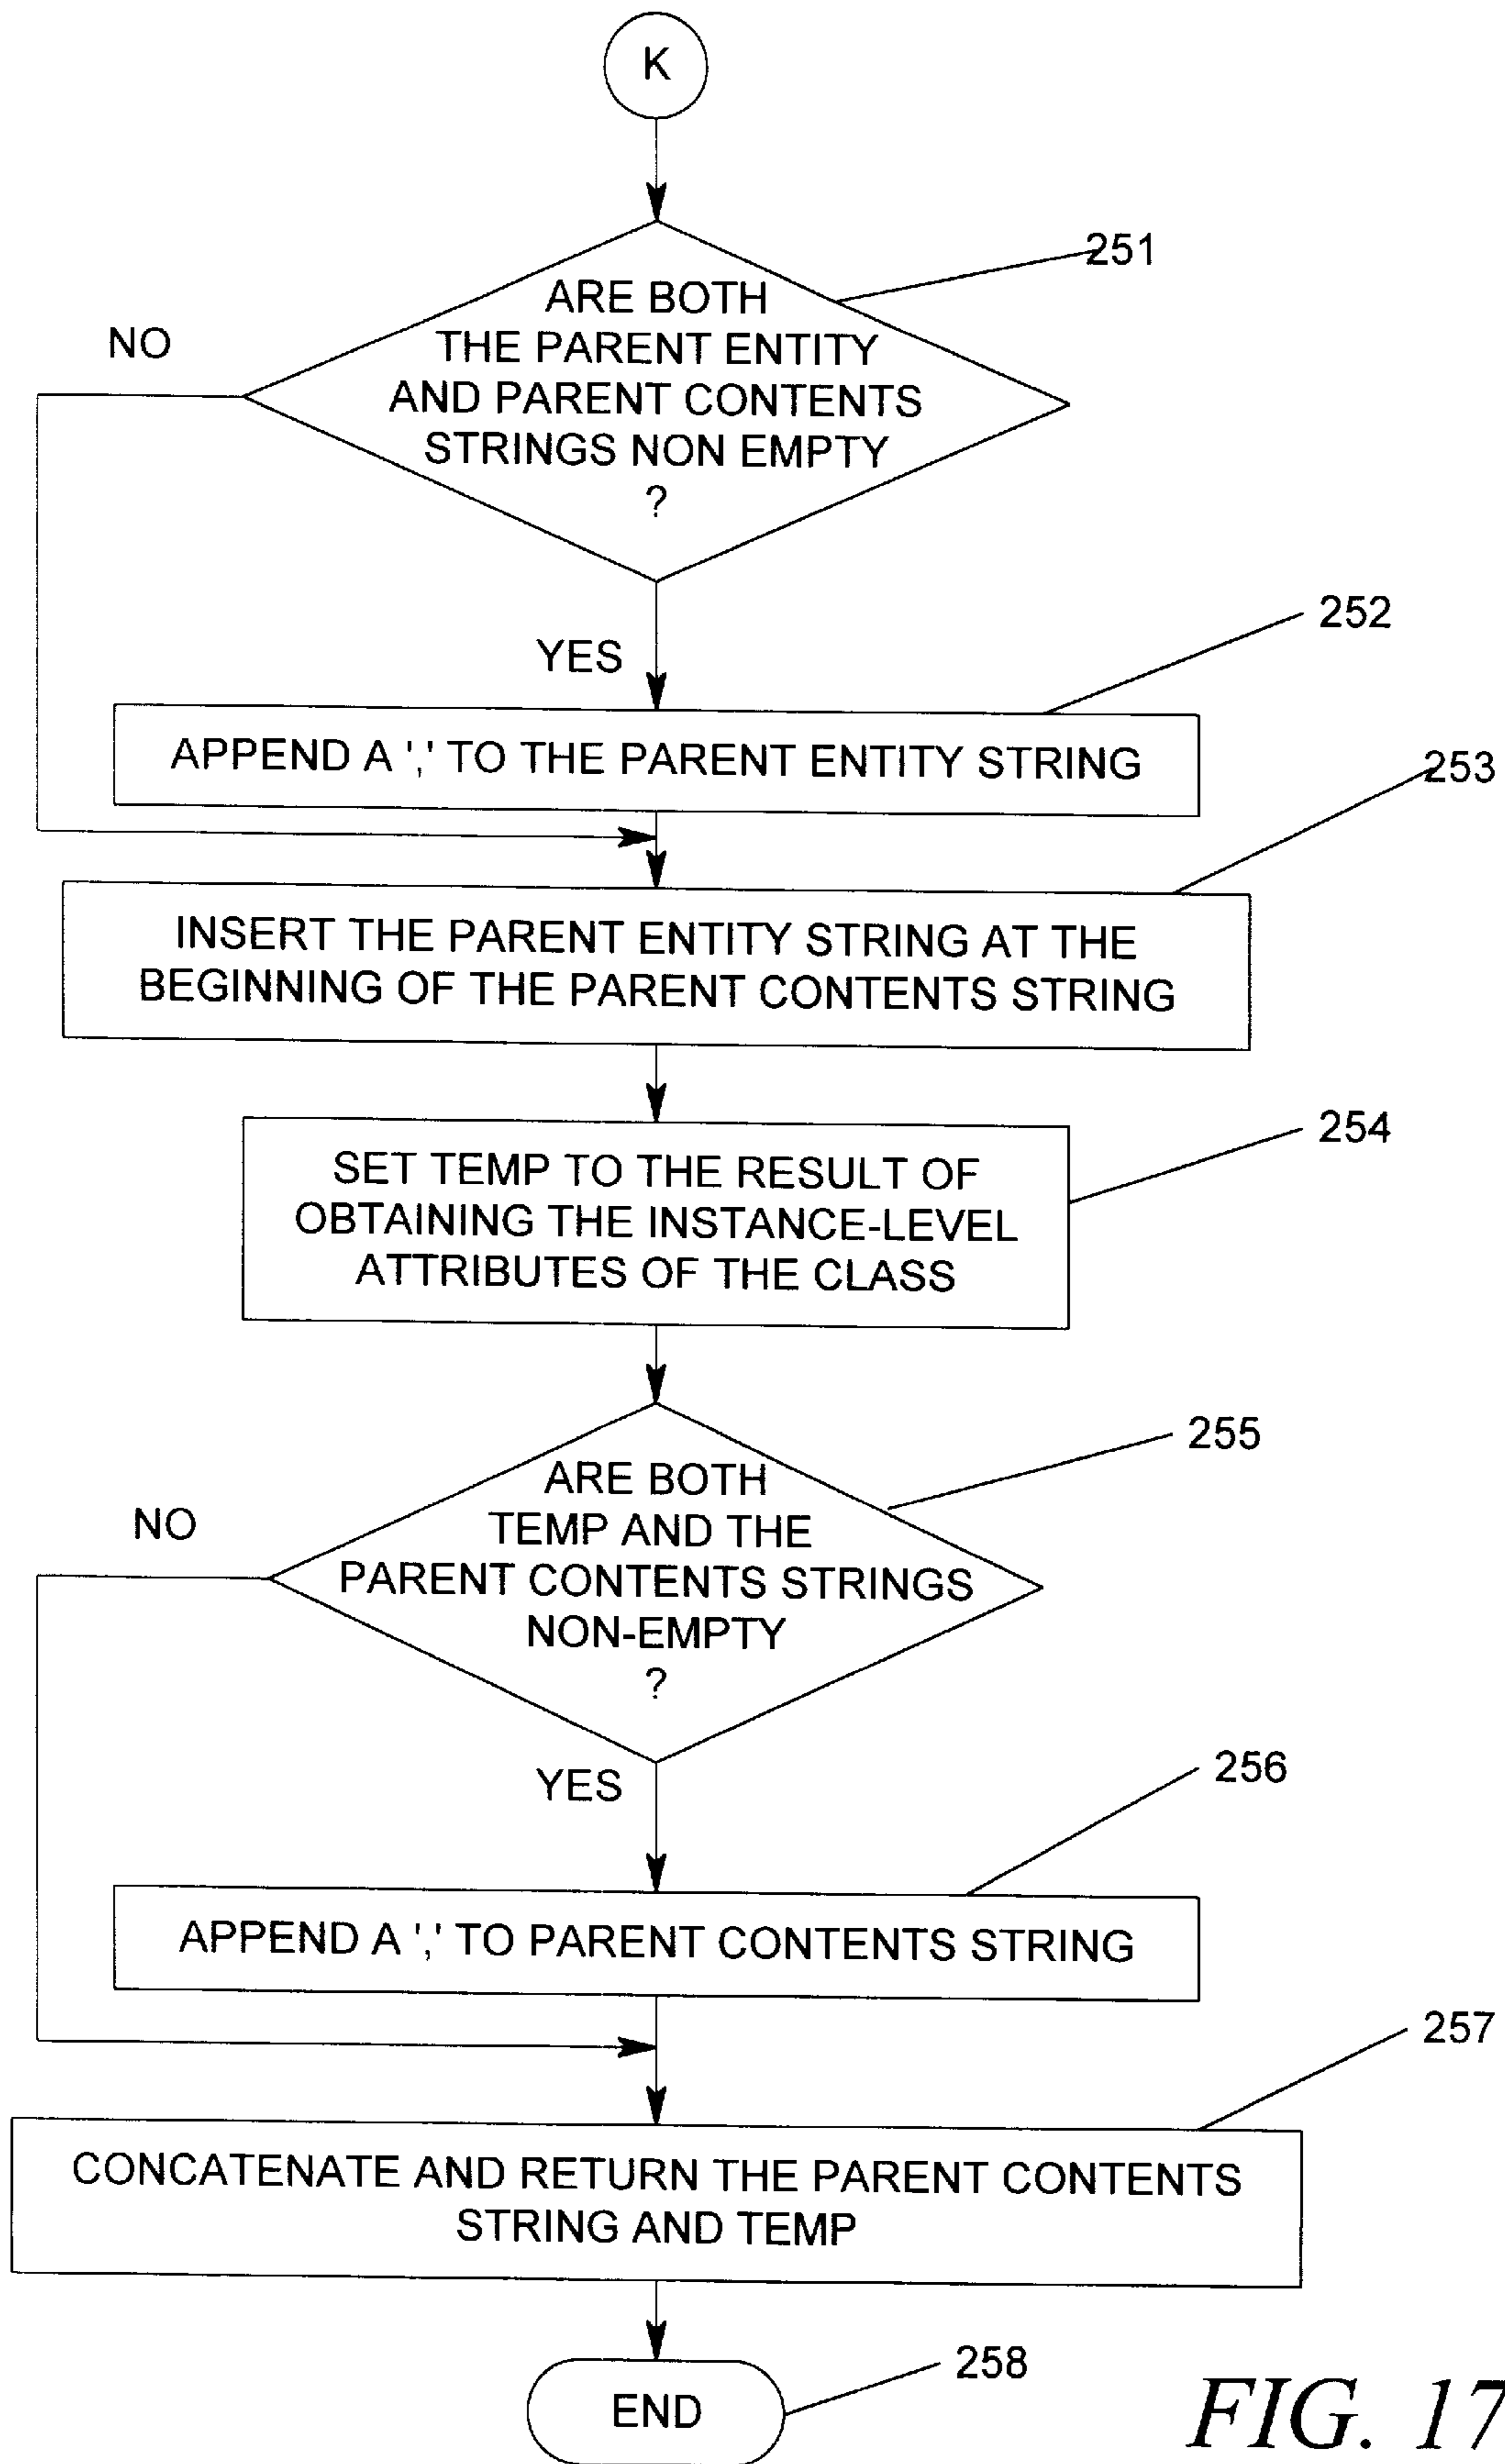 K
251
ARE BOTH
THE PARENT ENTITY
AND PARENT CONTENTS
STRINGS NON EMPTY
?
NO
YES
252
APPEND A ',' TO THE PARENT ENTITY STRING
253
INSERT THE PARENT ENTITY STRING AT THE
BEGINNING OF THE PARENT CONTENTS STRING
254
SET TEMP TO THE RESULT OF
OBTAINING THE INSTANCE-LEVEL
ATTRIBUTES OF THE CLASS
255
ARE BOTH
TEMP AND THE
PARENT CONTENTS STRINGS
NON-EMPTY
?
NO
YES
256
APPEND A ',' TO PARENT CONTENTS STRING
257
CONCATENATE AND RETURN THE PARENT CONTENTS
STRING AND TEMP
258
END
FIG. 17